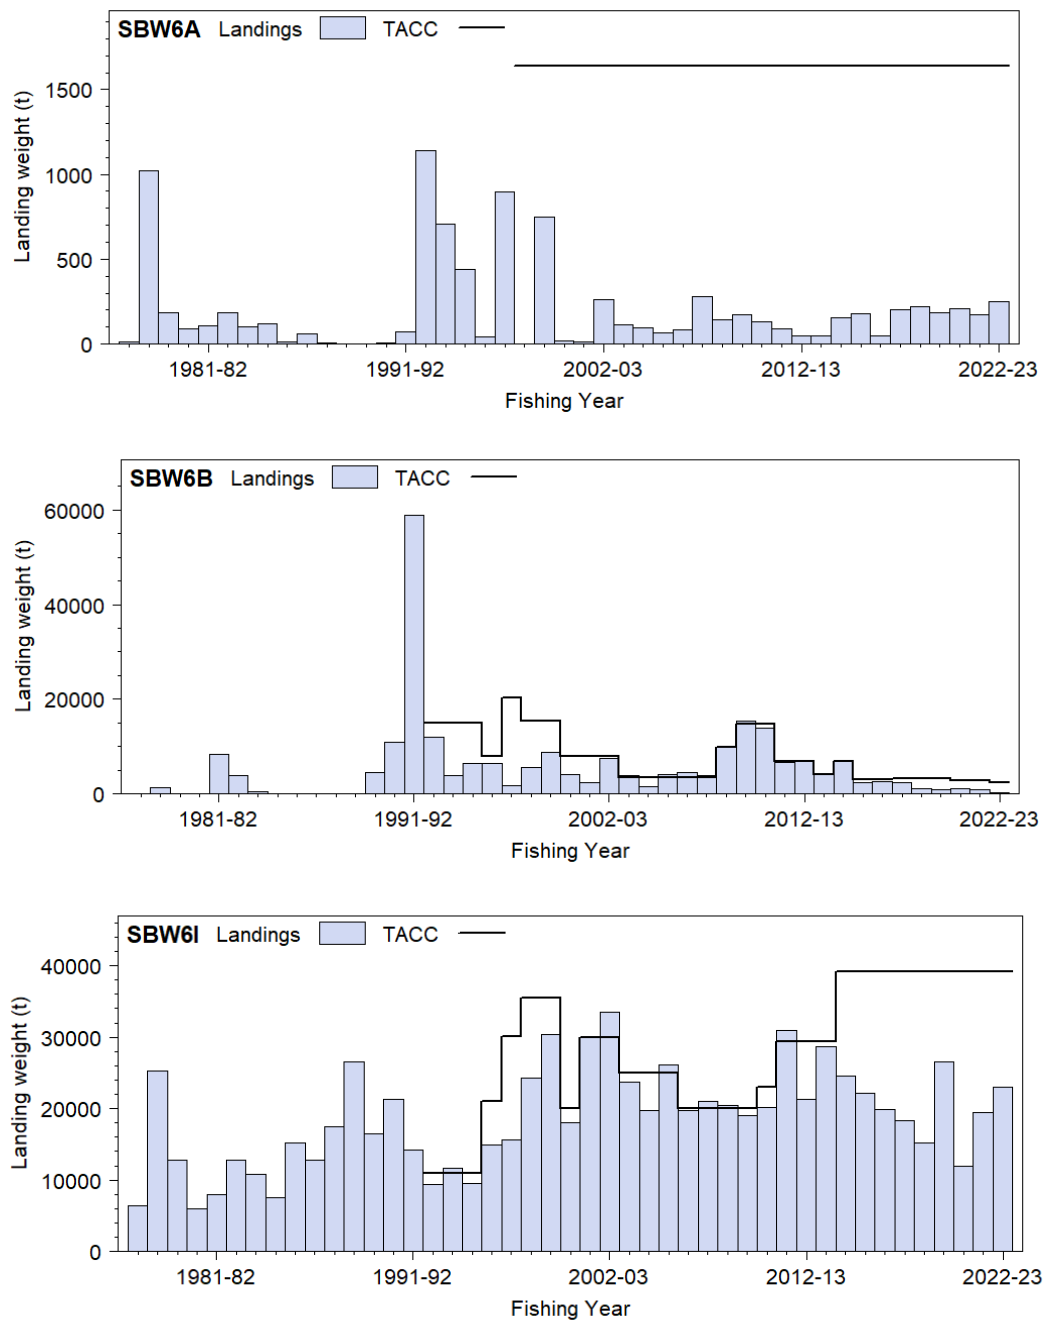 SBW6A Landings TACC
Landing weight (t)
1500
1000
500
0
1981-82 1991-92 2002-03 2012-13 2022-23
Fishing Year
SBW6B Landings TACC
Landing weight (t)
60000
40000
20000
0
1981-82 1991-92 2002-03 2012-13 2022-23
Fishing Year
SBW6I Landings TACC
Landing weight (t)
40000
30000
20000
10000
0
1981-82 1991-92 2002-03 2012-13 2022-23
Fishing Year